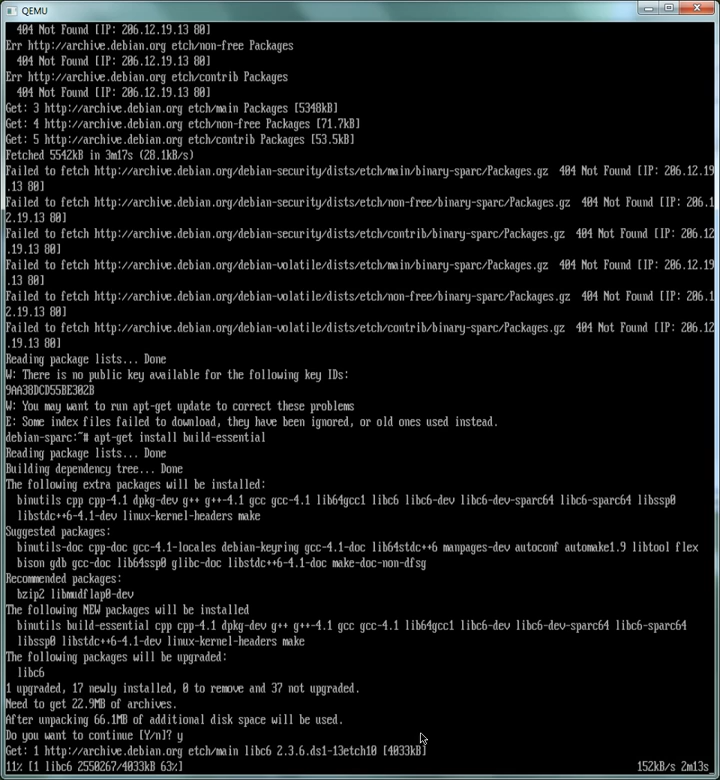 QEMU
404 Not Found [IP: 206.12.19.13 80]
Err http://archive.debian.org etch/non-free Packages
404 Not Found [IP: 206.12.19.13 80]
Err http://archive.debian.org etch/contrib Packages
404 Not Found [IP: 206.12.19.13 80]
Get: 3 http://archive.debian.org etch/main Packages [5348kB]
Get: 4 http://archive.debian.org etch/non-free Packages [71.7kB]
Get: 5 http://archive.debian.org etch/contrib Packages [53.5kB]
Fetched 5542kB in 3m17s (28.1kB/s)
Failed to fetch http://archive.debian.org/debian-security/dists/etch/main/binary-sparc/Packages.gz  404 Not Found [IP: 206.12.19
.13 80]
Failed to fetch http://archive.debian.org/debian-security/dists/etch/non-free/binary-sparc/Packages.gz  404 Not Found [IP: 206.1
2.19.13 80]
Failed to fetch http://archive.debian.org/debian-security/dists/etch/contrib/binary-sparc/Packages.gz  404 Not Found [IP: 206.12
.19.13 80]
Failed to fetch http://archive.debian.org/debian-volatile/dists/etch/main/binary-sparc/Packages.gz  404 Not Found [IP: 206.12.19
.13 80]
Failed to fetch http://archive.debian.org/debian-volatile/dists/etch/non-free/binary-sparc/Packages.gz  404 Not Found [IP: 206.1
2.19.13 80]
Failed to fetch http://archive.debian.org/debian-volatile/dists/etch/contrib/binary-sparc/Packages.gz  404 Not Found [IP: 206.12
.19.13 80]
Reading package lists... Done
W: There is no public key available for the following key IDs:
9AA38DCD55BE302B
W: You may want to run apt-get update to correct these problems
E: Some index files failed to download, they have been ignored, or old ones used instead.
debian-sparc:~# apt-get install build-essential
Reading package lists... Done
Building dependency tree... Done
The following extra packages will be installed:
binutils cpp cpp-4.1 dpkg-dev g++ g++-4.1 gcc gcc-4.1 lib64gcc1 libc6 libc6-dev libc6-dev-sparc64 libc6-sparc64 libssp0
libstdc++6-4.1-dev linux-kernel-headers make
Suggested packages:
binutils-doc cpp-doc gcc-4.1-locales debian-keyring gcc-4.1-doc lib64stdc++6 manpages-dev autoconf automake1.9 libtool flex
bison gdb gcc-doc lib64ssp0 glibc-doc libstdc++6-4.1-doc make-doc-non-dfsg
Recommended packages:
bzip2 libmudflap0-dev
The following NEW packages will be installed
binutils build-essential cpp cpp-4.1 dpkg-dev g++ g++-4.1 gcc gcc-4.1 lib64gcc1 libc6-dev libc6-dev-sparc64 libc6-sparc64
libssp0 libstdc++6-4.1-dev linux-kernel-headers make
The following packages will be upgraded:
libc6
1 upgraded, 17 newly installed, 0 to remove and 37 not upgraded.
Need to get 22.9MB of archives.
After unpacking 66.1MB of additional disk space will be used.
Do you want to continue [Y/n]? y
Get: 1 http://archive.debian.org etch/main libc6 2.3.6.ds1-13etch10 [4033kB]
11% [1 libc6 2550267/4033kB 63%] 152kB/s 2m13s